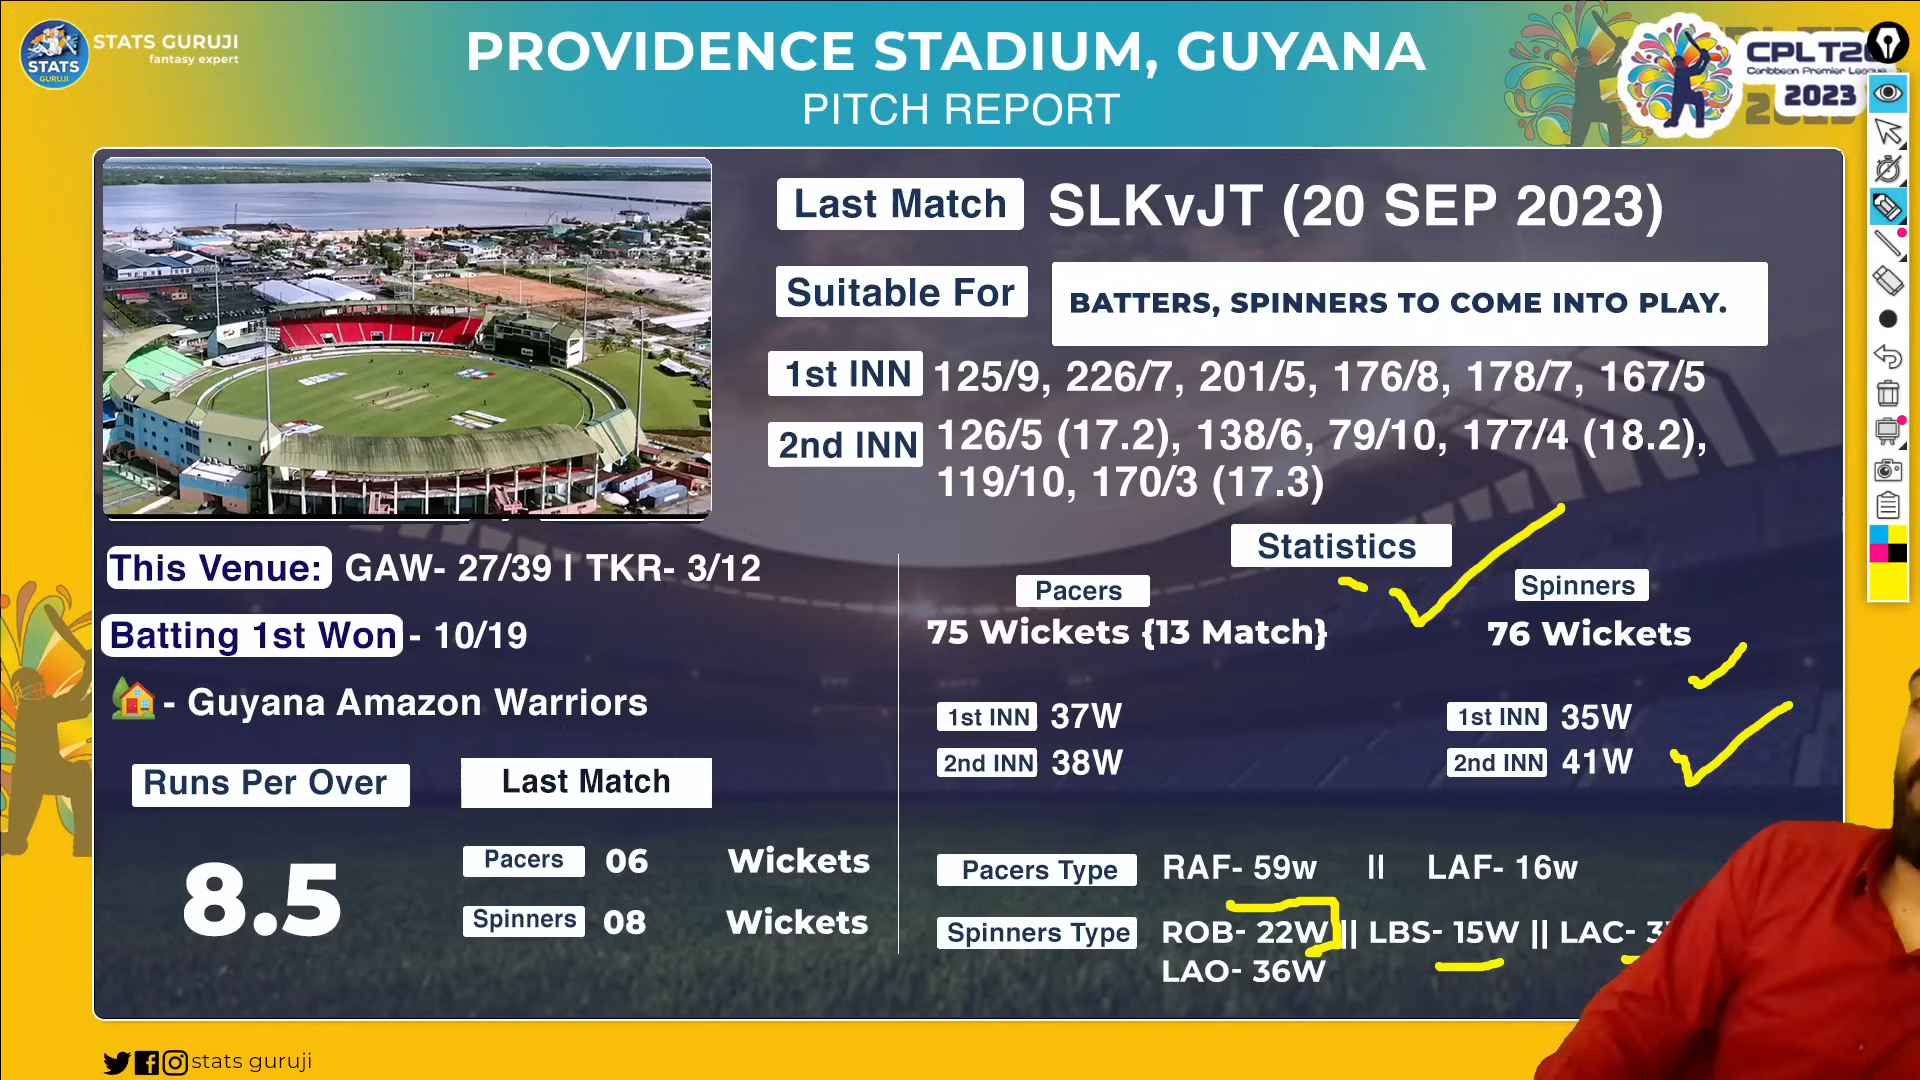 STATS GURUJI
fantasy expert
STATS
GURUJI
PROVIDENCE STADIUM, GUYANA
PITCH REPORT
CPLT20
Caribbean Premier League
2023
Last Match SLKvJT (20 SEP 2023)
Suitable For BATTERS, SPINNERS TO COME INTO PLAY.
1st INN 125/9, 226/7, 201/5, 176/8, 178/7, 167/5
2nd INN 126/5 (17.2), 138/6, 79/10, 177/4 (18.2),
119/10, 170/3 (17.3)
This Venue: GAW- 27/39 | TKR- 3/12
Batting 1st Won - 10/19
- Guyana Amazon Warriors
Runs Per Over
8.5
Last Match
Pacers 06 Wickets
Spinners 08 Wickets
Statistics
Pacers
75 Wickets {13 Match}
1st INN 37W
2nd INN 38W
Spinners
76 Wickets
1st INN 35W
2nd INN 41W
Pacers Type RAF- 59w || LAF- 16w
Spinners Type ROB- 22W || LBS- 15W || LAC-
LAO- 36W
stats guruji